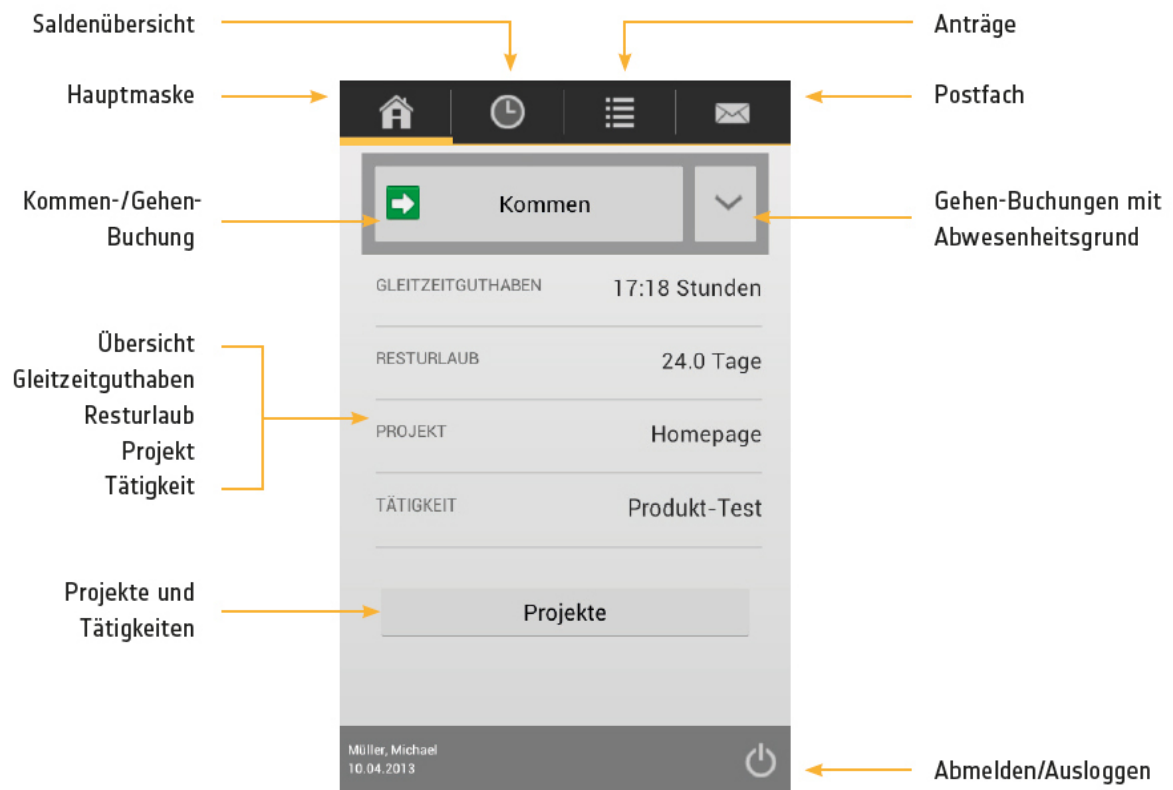 Saldenübersicht
Anträge
Hauptmaske
Postfach
Kommen-/Gehen-
Buchung
Kommen
Gehen-Buchungen mit
Abwesenheitsgrund
GLEITZEITGUTHABEN 17:18 Stunden
RESTURLAUB 24.0 Tage
PROJEKT Homepage
TÄTIGKEIT Produkt-Test
Übersicht
Gleitzeitguthaben
Resturlaub
Projekt
Tätigkeit
Projekte und
Tätigkeiten
Projekte
Müller, Michael
10.04.2013
Abmelden/Ausloggen